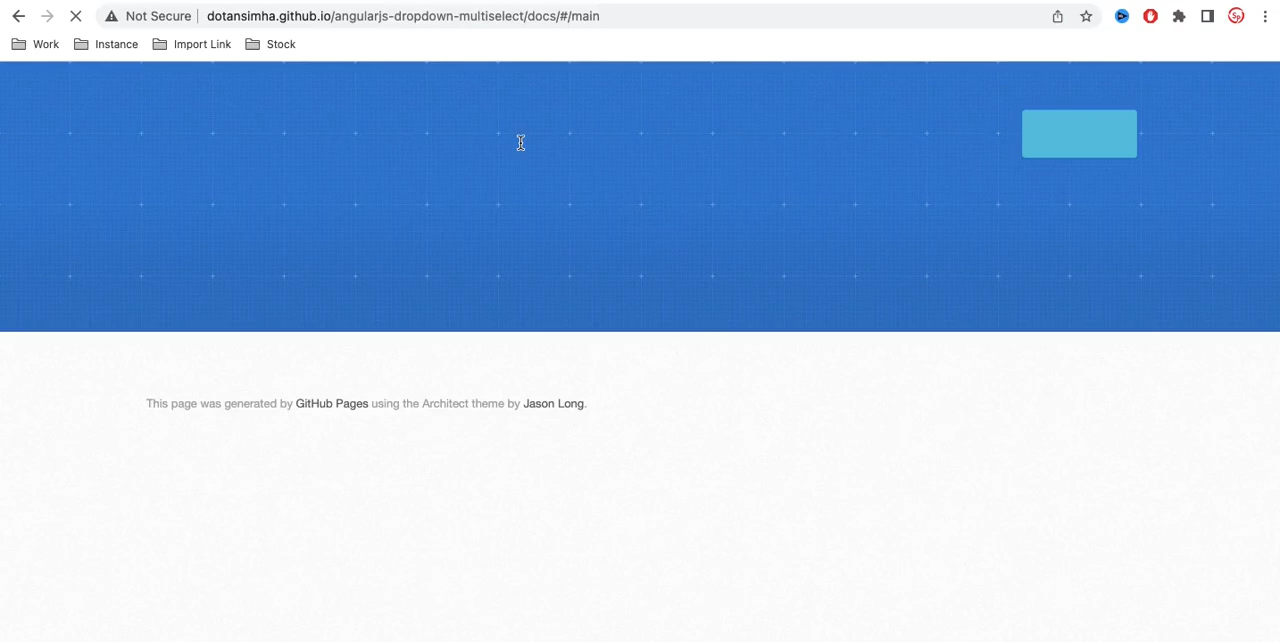 Not Secure dotansimha.github.io/angularjs-dropdown-multiselect/docs/#/main
Sp
Work Instance Import Link Stock
This page was generated by GitHub Pages using the Architect theme by Jason Long.